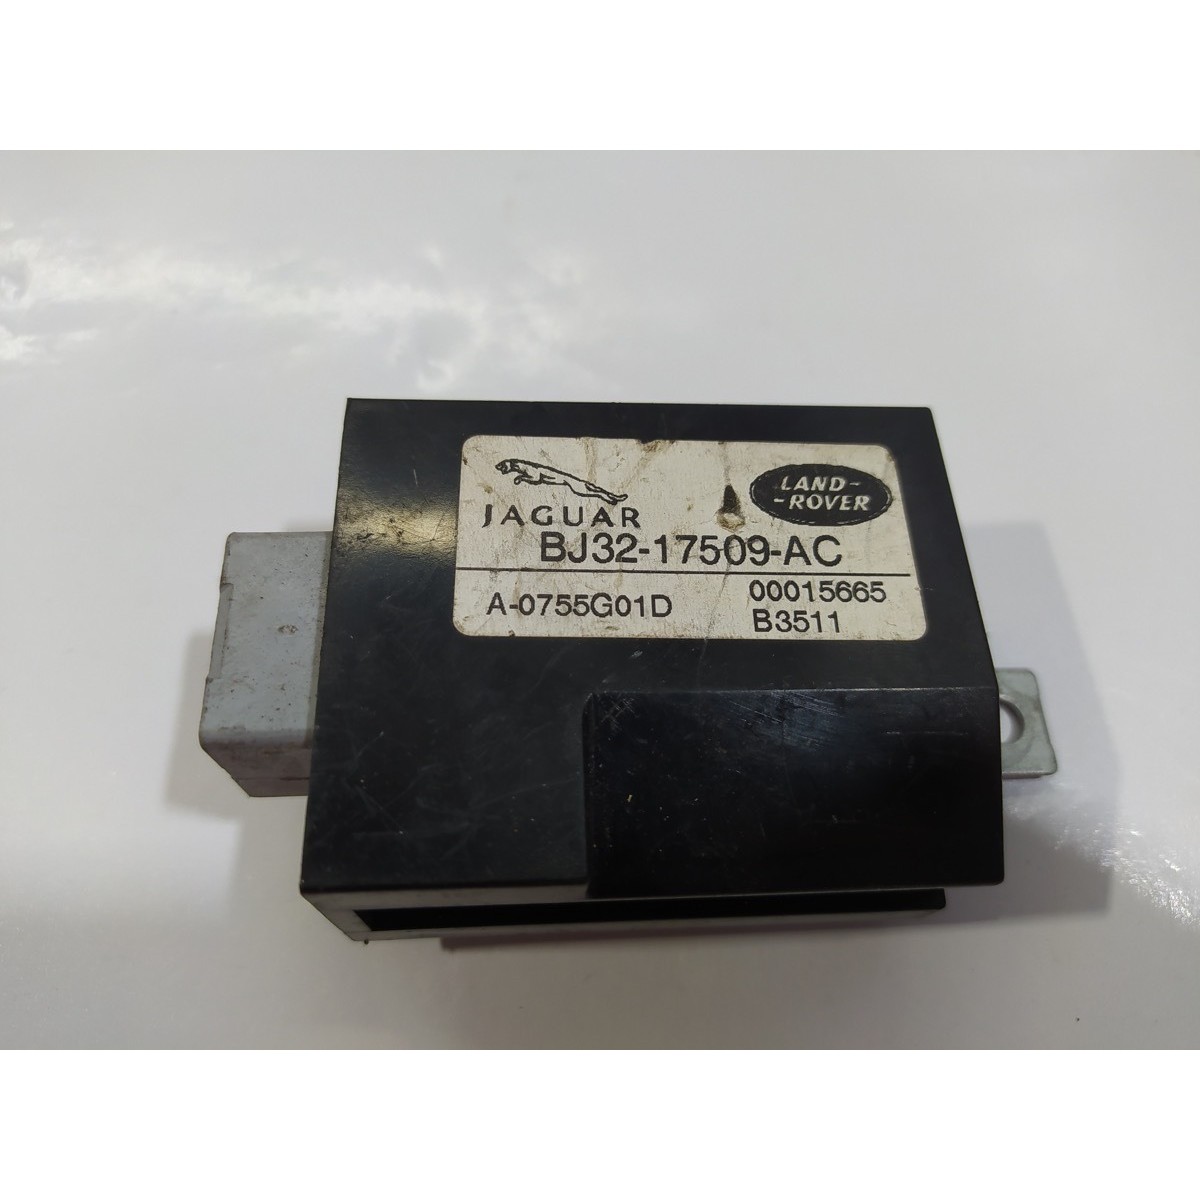 JAGUAR
LAND-
-ROVER
BJ32-17509-AC
A-0755G01D
00015665
B3511